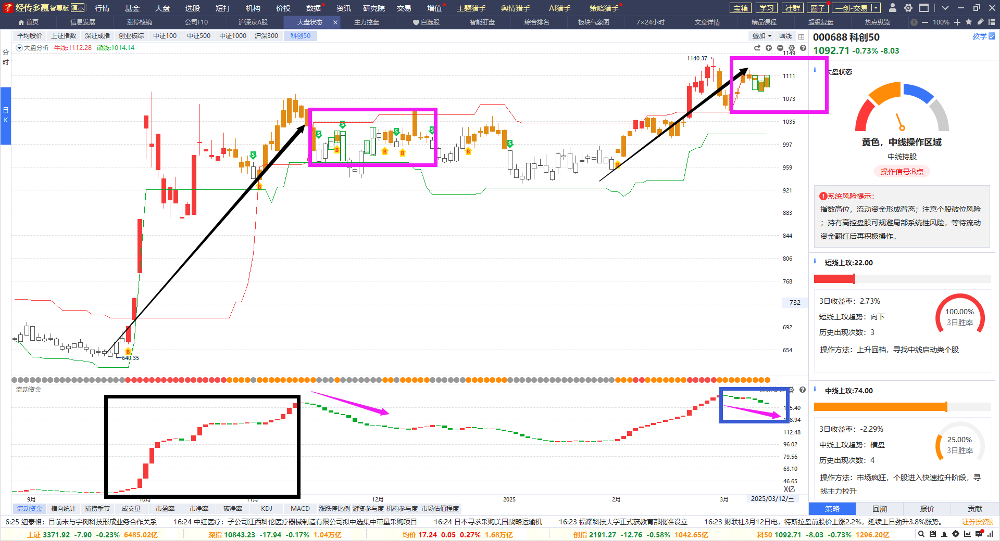 经传多赢 智尊版 演示 行情 基金 大盘 选股 短打 机构 价投 数据 资讯 研究院 交易 增值 主题猎手 舆情猎手 AI猎手 策略猎手 宝箱 学习 社群 圈子 一创-交易
首页 信息发展 涨停棱镜 公司F10 沪深京A股 大盘状态 × 主力控盘 自选股 智能盯盘 综合排名 板块气象图 7×24小时 文章详情 精品课程 超级复盘 热点纵览 100%
平均股价 上证指数 深证成指 创业板综 中证100 中证500 中证1000 沪深300 科创50 叠加 画线
大盘分析 牛线:1112.28 熊线:1014.14
分时
日K
1140.37
640.35
1149
1111
1073
1035
997
959
921
883
844
806
768
732
692
654
S
S
S
S
S
S
S
B
B
B
B
B
B
B
B
流动资金
流动资金
5.40
8.94
112.48
96.02
79.56
63.10
46.65
X亿
9月 10月 11月 12月 2025 2月 3月 2025/03/12/三
流动资金 横向统计 捕捞季节 成交量 市盈率 市净率 破净率 KDJ MACD 涨跌停比例 游资参与度 机构参与度 市场估值程度
000688 科创50 教学
1092.71 -0.73% -8.03
大盘状态
黄色，中线操作区域
中线持股
操作信号:B点
系统风险提示：
指数高位，流动资金形成背离；注意个股破位风险
；持有高控盘股可规避局部系统性风险，等待流动
资金翻红后再积极操作。
短线上攻:22.00
3日收益率：2.73%
短线上攻趋势：向下
历史出现次数：3
100.00%
3日胜率
操作方法：上升回档，寻找中线启动类个股
中线上攻:74.00
3日收益率：-2.29%
中线上攻趋势：横盘
历史出现次数：4
25.00%
3日胜率
操作方法：市场疯狂，个股进入快速拉升阶段，寻
找主力拉升
策略 回溯 报价 贡献
6:25 纽泰格：目前未与宇树科技形成业务合作关系 16:24 中红医疗：子公司江西科伦医疗器械制造有限公司拟中选集中带量采购项目 16:24 日本寻求采购美国战略运输机 16:23 福耀科技大学正式获教育部批准设立 16:23 财联社3月12日电，特斯拉盘前股价上涨2.2%，延续上日劲升3.8%涨势。 证券投资
上证 3371.92 -7.90 -0.23% 6485.02亿 深指 10843.23 -17.94 -0.17% 1.04万亿 均价 17.24 0.05 0.27% 1.68万亿 创指 2191.27 -12.76 -0.58% 1042.65亿 科50 1092.71 -8.03 -0.73% 1296.20亿